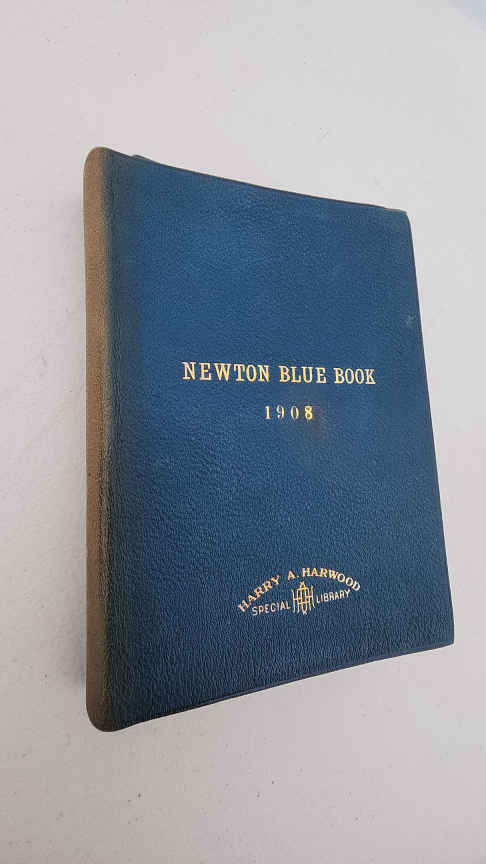 NEWTON BLUE BOOK
1908
HARRY A. HARWOOD
SPECIAL LIBRARY